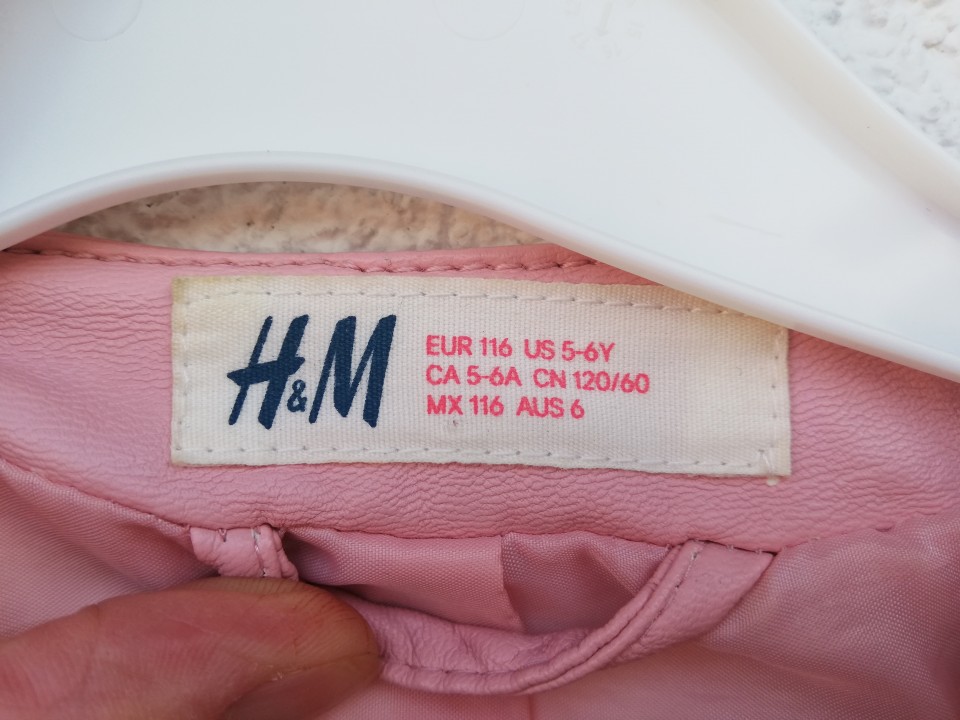 H&M
EUR 116 US 5-6Y
CA 5-6A CN 120/60
MX 116 AUS 6